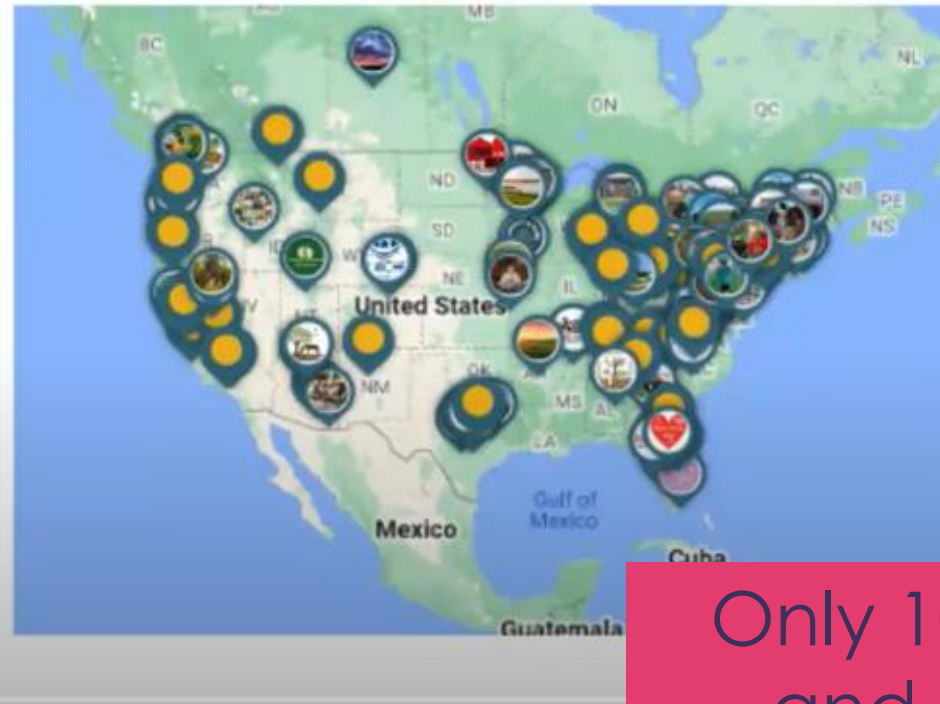 MB
BC
NL
ON
QC
ND
NB
PE
NS
SD
NE
IL
United States
NM
OK
MS
AL
LA
Gulf of
Mexico
Mexico
Cuba
Guatemala
Only 1
and